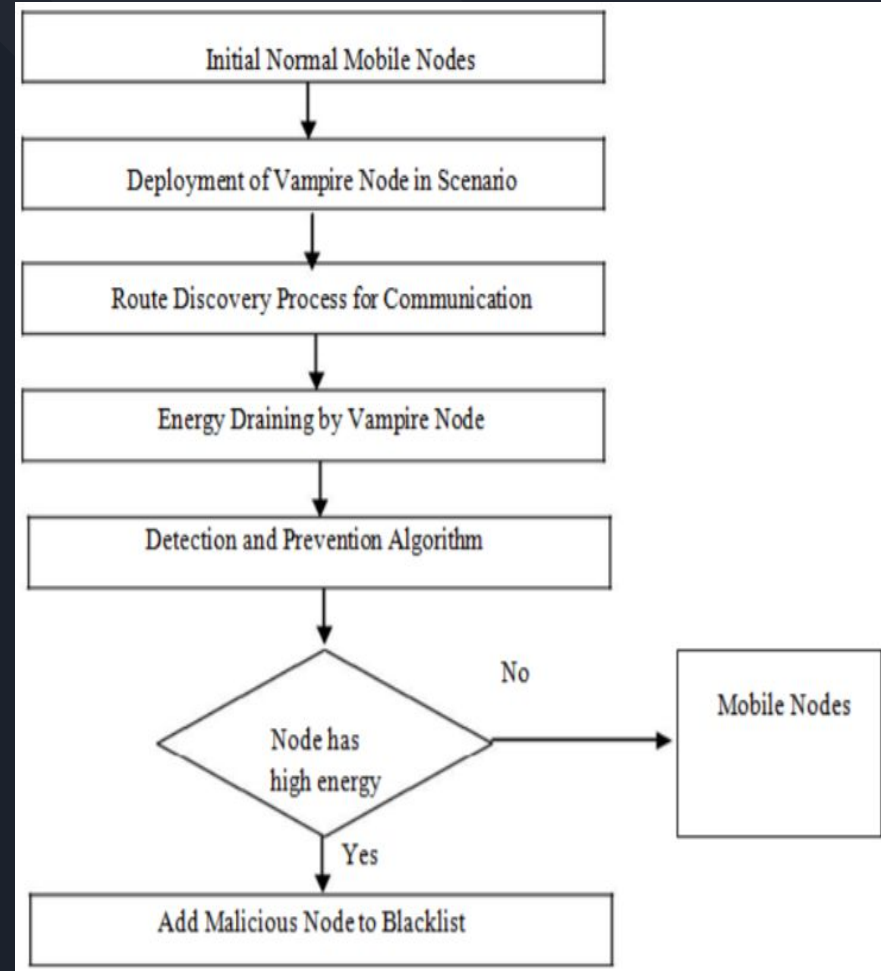 Initial Normal Mobile Nodes
Deployment of Vampire Node in Scenario
Route Discovery Process for Communication
Energy Draining by Vampire Node
Detection and Prevention Algorithm
No
Mobile Nodes
Node has
high energy
Yes
Add Malicious Node to Blacklist